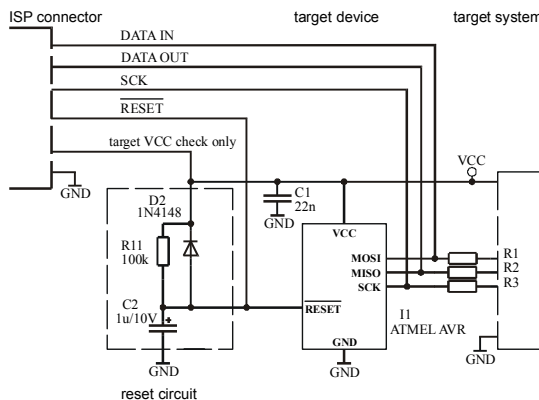 ISP connector
target device
target system
DATA IN
DATA OUT
SCK
RESET
target VCC check only
GND
VCC
D2
1N4148
C1
22n
GND
R11
100k
VCC
MOSI
MISO
SCK
R1
R2
R3
C2
1u/10V
+
RESET
I1
ATMEL AVR
GND
GND
GND
GND
reset circuit